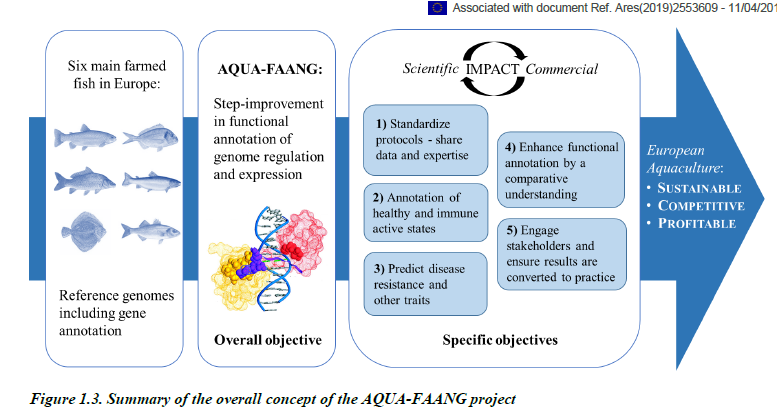 Associated with document Ref. Ares(2019)2553609 - 11/04/201
Six main farmed
fish in Europe:
Reference genomes
including gene
annotation
AQUA-FAANG:
Step-improvement
in functional
annotation of
genome regulation
and expression
Overall objective
Scientific IMPACT Commercial
1) Standardize
protocols - share
data and expertise
2) Annotation of
healthy and immune
active states
3) Predict disease
resistance and
other traits
4) Enhance functional
annotation by a
comparative
understanding
5) Engage
stakeholders and
ensure results are
converted to practice
Specific objectives
European
Aquaculture:
• SUSTAINABLE
• COMPETITIVE
• PROFITABLE
Figure 1.3. Summary of the overall concept of the AQUA-FAANG project